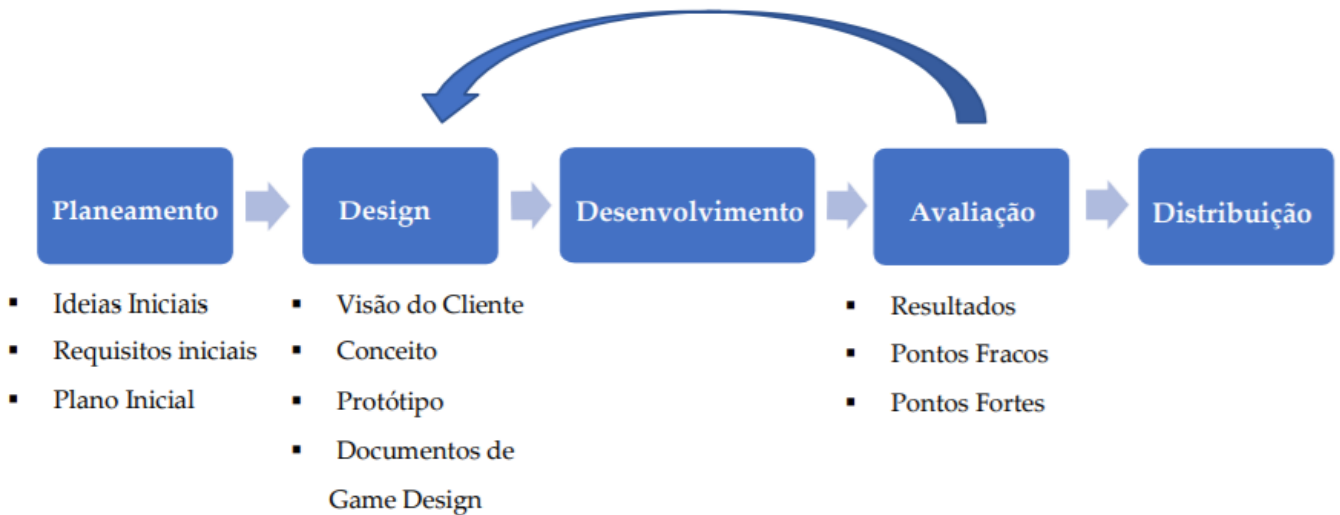 Planeamento
Design
Desenvolvimento
Avaliação
Distribuição
▪ Ideias Iniciais
▪ Requisitos iniciais
▪ Plano Inicial
▪ Visão do Cliente
▪ Conceito
▪ Protótipo
▪ Documentos de
Game Design
▪ Resultados
▪ Pontos Fracos
▪ Pontos Fortes